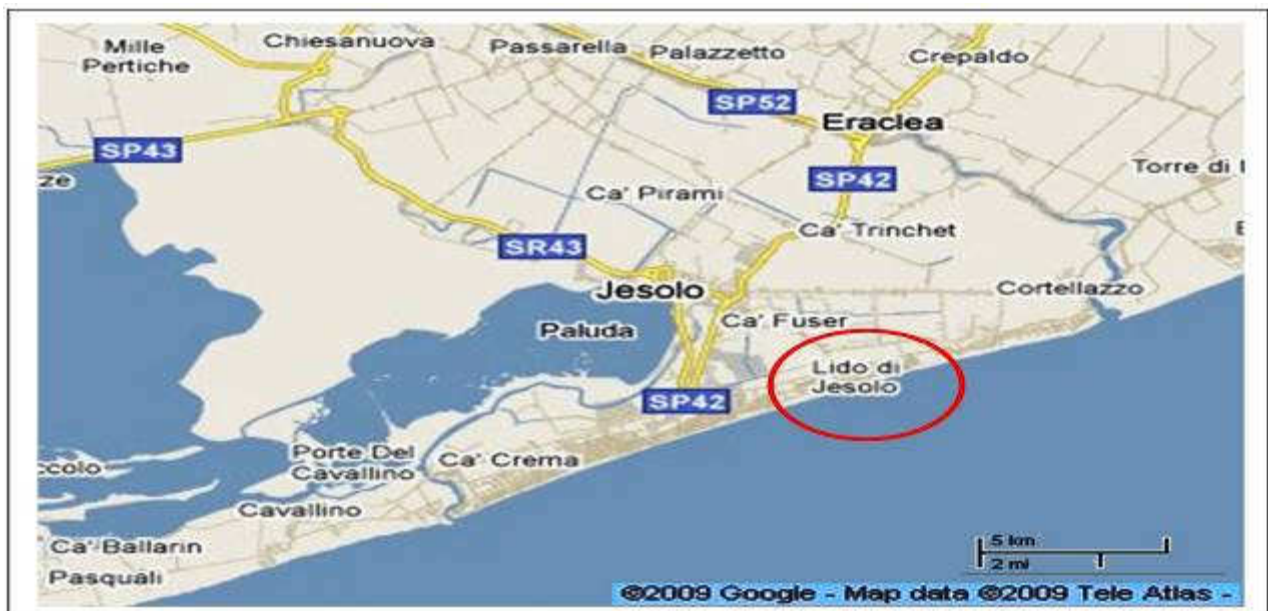 Mille
Pertiche
Chiesanuova
Passarella
Palazzetto
Crepaldo
SP52
Eraclea
SP43
ze
SP42
Torre di
Ca' Pirami
Ca' Trinchet
SR43
Jesolo
Cortellazzo
Ca' Fuser
Paluda
Lido di
Jesolo
SP42
Porte Del
Cavallino
Ca' Crema
ccolo
Cavallino
Ca' Ballarin
Pasquali
5 km
2 mi
©2009 Google - Map data ©2009 Tele Atlas -